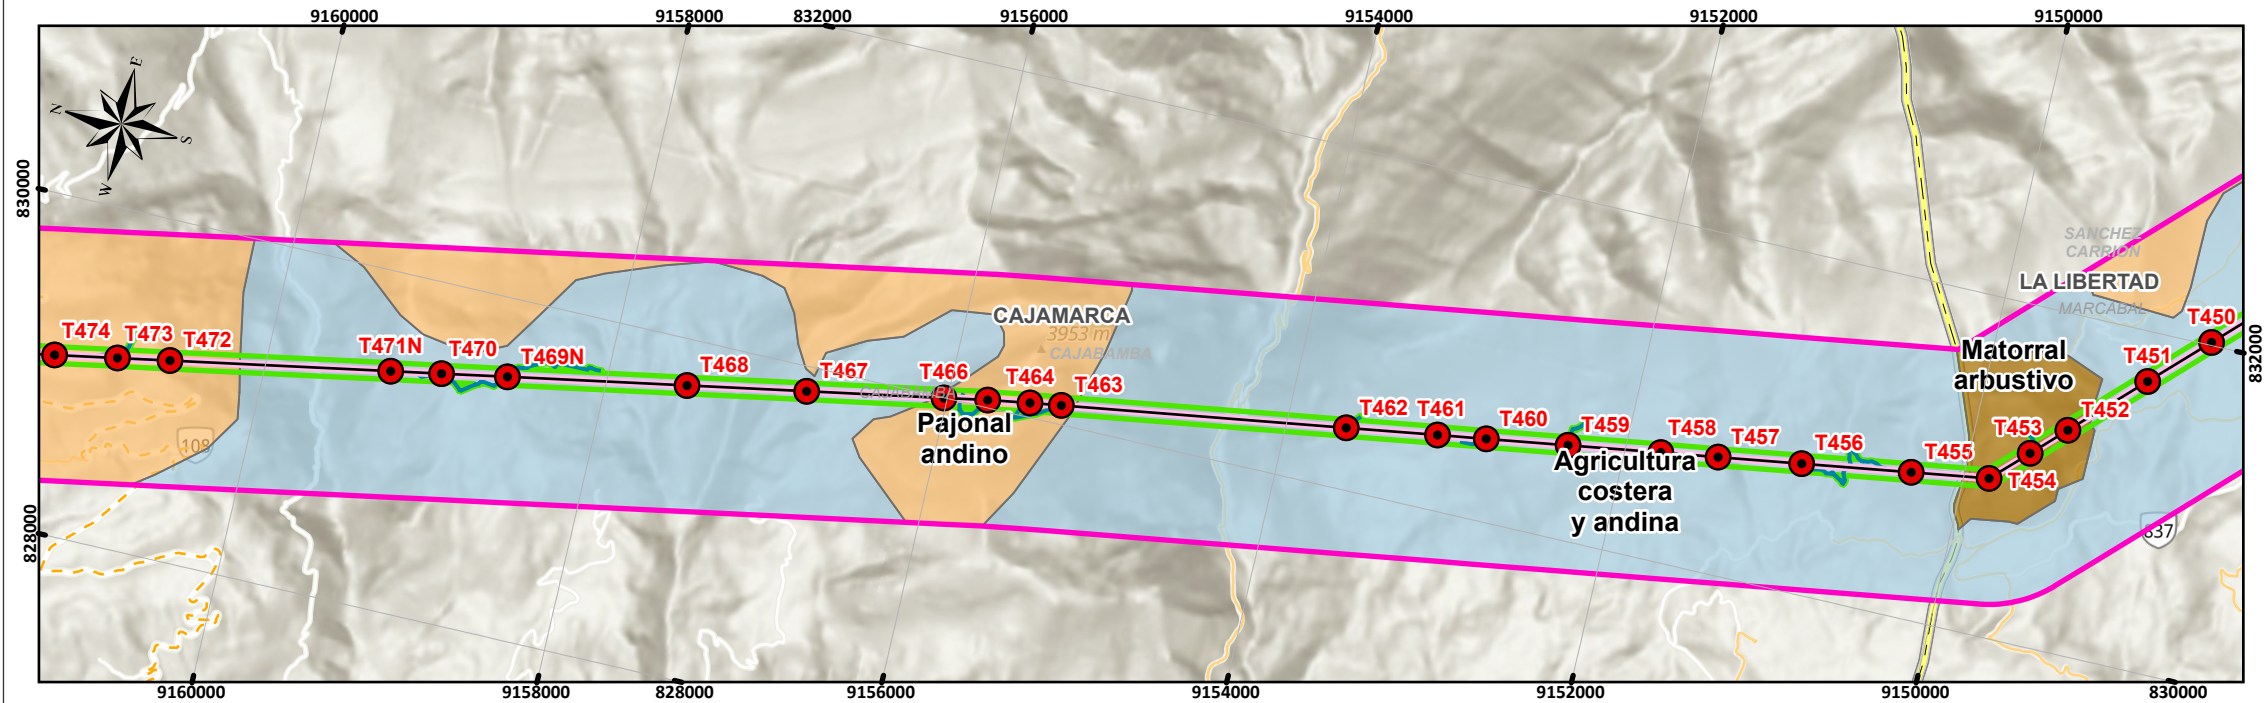 9160000 9158000 832000 9156000 9154000 9152000 9150000
E
N
S
W
830000
828000
SANCHEZ
CARRION
LA LIBERTAD
MARCABAL
CAJAMARCA
3953 m
CAJABAMBA
CAJABAMBA
T474 T473 T472 T471N T470 T469N T468 T467 T466 T464 T463 T462 T461 T460 T459 T458 T457 T456 T455 T454 T453 T452 T451 T450
Matorral
arbustivo
Pajonal
andino
Agricultura
costera
y andina
108
837
832000
9160000 9158000 828000 9156000 9154000 9152000 9150000 830000